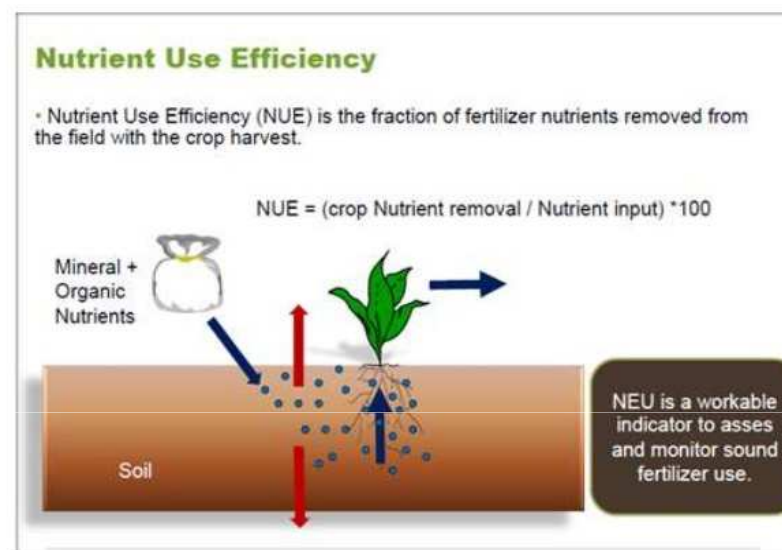 Nutrient Use Efficiency
• Nutrient Use Efficiency (NUE) is the fraction of fertilizer nutrients removed from
the field with the crop harvest.
NUE = (crop Nutrient removal / Nutrient input) *100
Mineral +
Organic
Nutrients
Soil
NEU is a workable
indicator to asses
and monitor sound
fertilizer use.